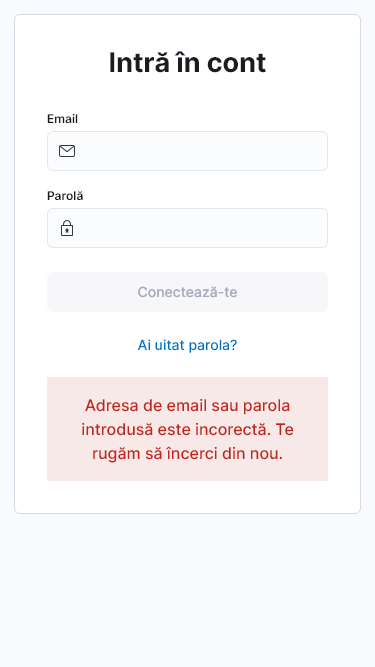 Intră în cont
Email
Parolă
Conectează-te
Ai uitat parola?
Adresa de email sau parola
introdusă este incorectă. Te
rugăm să încerci din nou.